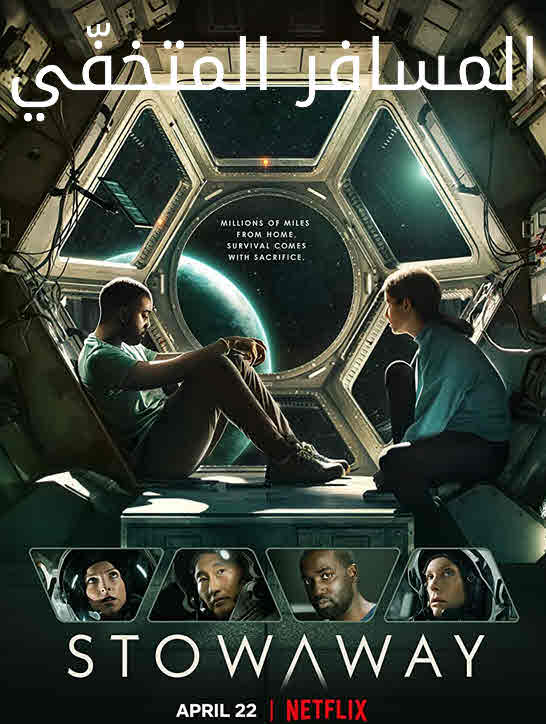 المسافر المتخفّي
MILLIONS OF MILES
FROM HOME,
SURVIVAL COMES
WITH SACRIFICE.
STOWAWAY
APRIL 22 | NETFLIX